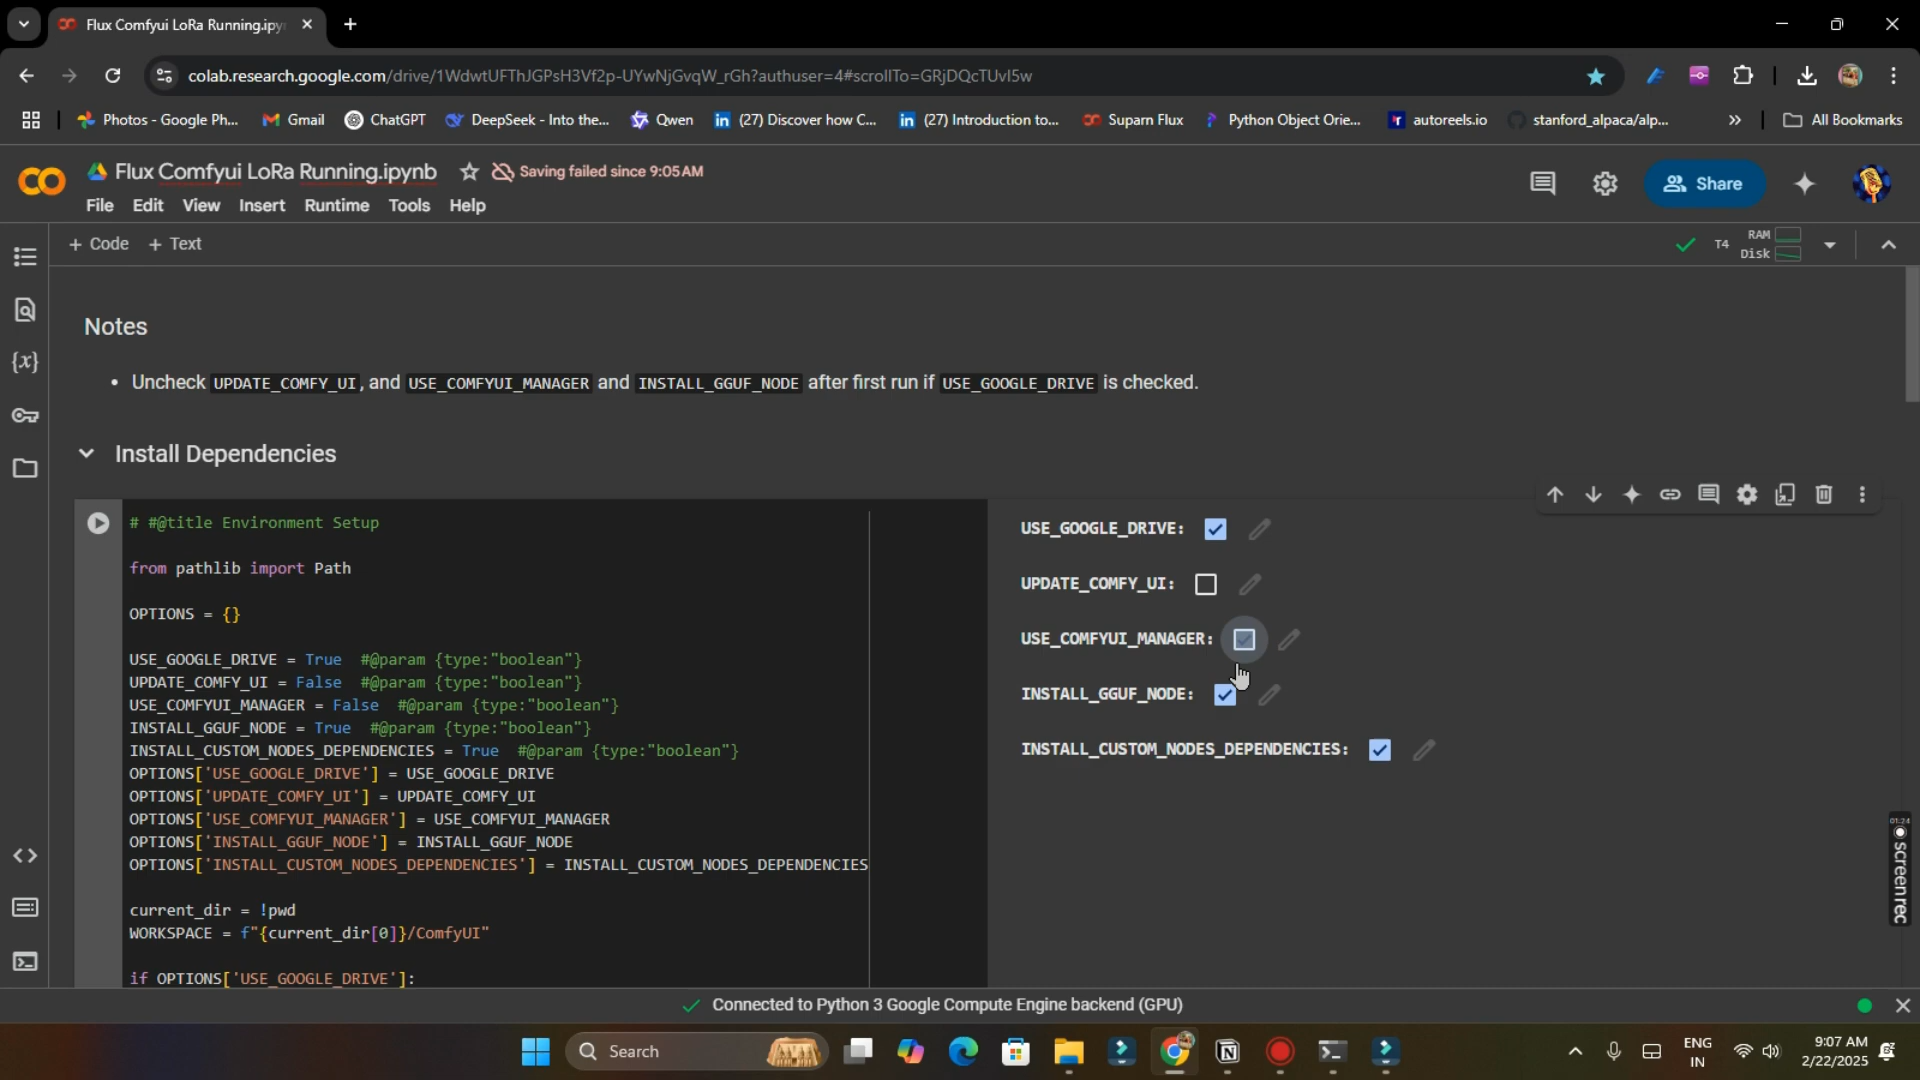 Flux Comfyui LoRa Running.ipy
colab.research.google.com/drive/1WdwtUFThJGPsH3Vf2p-UYwNjGvqW_rGh?authuser=4#scrollTo=GRjDQcTUvI5w
Photos - Google Ph... Gmail ChatGPT DeepSeek - Into the... Qwen (27) Discover how C... (27) Introduction to... Suparn Flux Python Object Orie... autoreels.io stanford_alpaca/alp... All Bookmarks
Flux Comfyui LoRa Running.ipynb Saving failed since 9:05 AM
Share
File Edit View Insert Runtime Tools Help
+ Code + Text
T4 RAM
Disk
Notes
• Uncheck UPDATE_COMFY_UI, and USE_COMFYUI_MANAGER and INSTALL_GGUF_NODE after first run if USE_GOOGLE_DRIVE is checked.
Install Dependencies
# #@title Environment Setup
from pathlib import Path
OPTIONS = {}
USE_GOOGLE_DRIVE = True #@param {type:"boolean"}
UPDATE_COMFY_UI = False #@param {type:"boolean"}
USE_COMFYUI_MANAGER = False #@param {type:"boolean"}
INSTALL_GGUF_NODE = True #@param {type:"boolean"}
INSTALL_CUSTOM_NODES_DEPENDENCIES = True #@param {type:"boolean"}
OPTIONS['USE_GOOGLE_DRIVE'] = USE_GOOGLE_DRIVE
OPTIONS['UPDATE_COMFY_UI'] = UPDATE_COMFY_UI
OPTIONS['USE_COMFYUI_MANAGER'] = USE_COMFYUI_MANAGER
OPTIONS['INSTALL_GGUF_NODE'] = INSTALL_GGUF_NODE
OPTIONS['INSTALL_CUSTOM_NODES_DEPENDENCIES'] = INSTALL_CUSTOM_NODES_DEPENDENCIES
current_dir = !pwd
WORKSPACE = f"{current_dir[0]}/ComfyUI"
if OPTIONS['USE_GOOGLE_DRIVE']:
USE_GOOGLE_DRIVE:
UPDATE_COMFY_UI:
USE_COMFYUI_MANAGER:
INSTALL_GGUF_NODE:
INSTALL_CUSTOM_NODES_DEPENDENCIES:
01:24
screenrec
Connected to Python 3 Google Compute Engine backend (GPU)
Search
ENG
IN
9:07 AM
2/22/2025